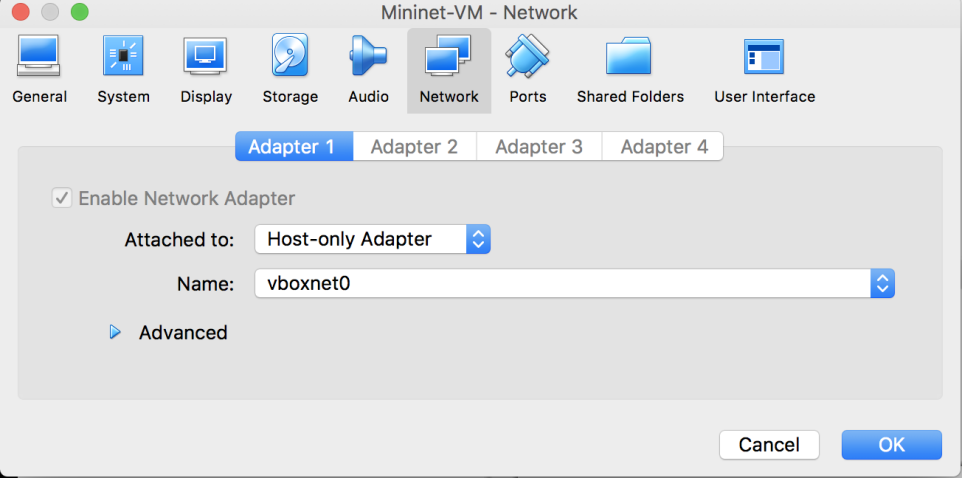 Mininet-VM - Network
General System Display Storage Audio Network Ports Shared Folders User Interface
Adapter 1 Adapter 2 Adapter 3 Adapter 4
Enable Network Adapter
Attached to: Host-only Adapter
Name: vboxnet0
Advanced
Cancel OK